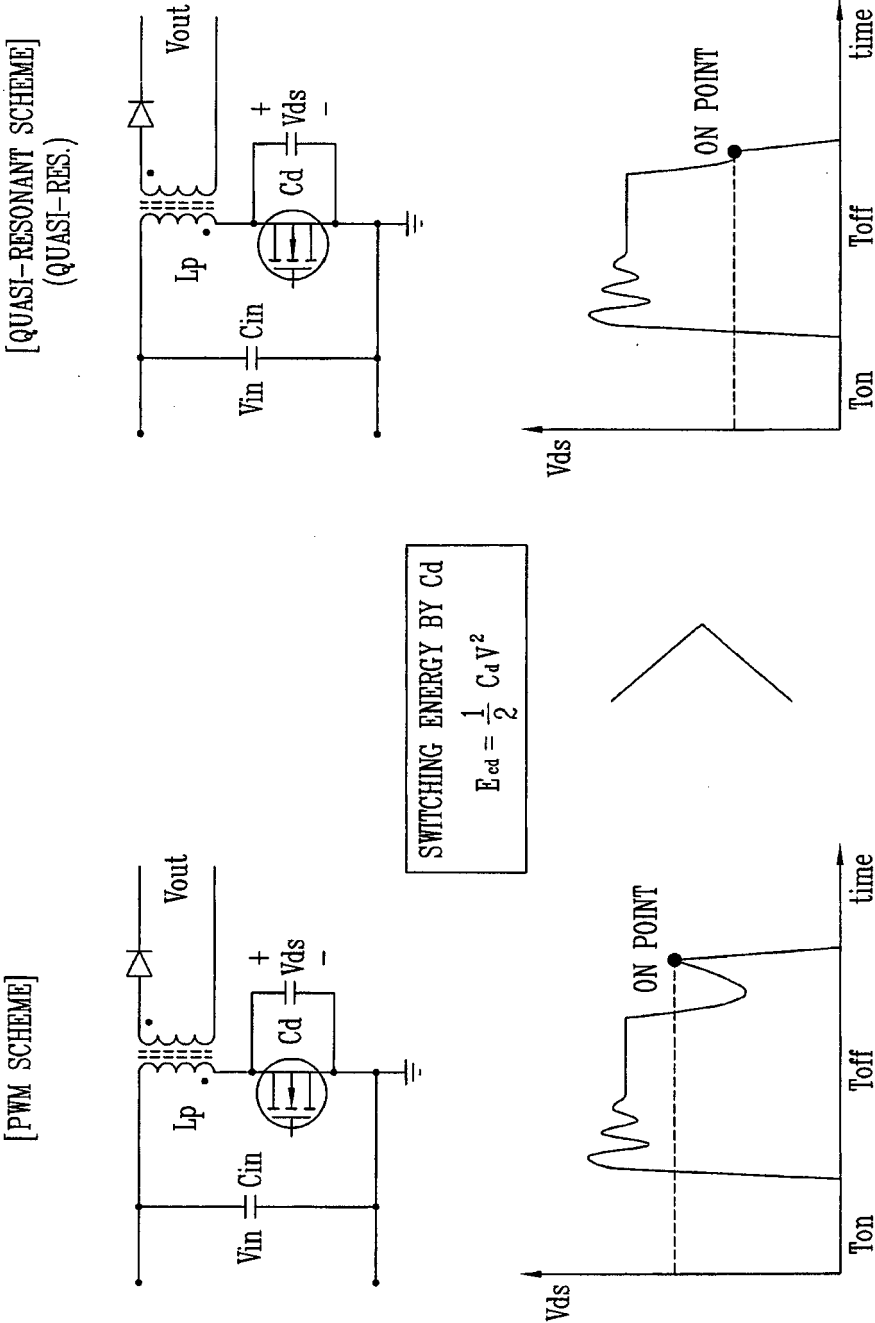 [PWM SCHEME]
Vin
Cin
Lp
Cd
+
Vds
-
Vout
[QUASI-RESONANT SCHEME]
(QUASI-RES.)
Vin
Cin
Lp
Cd
+
Vds
-
Vout
SWITCHING ENERGY BY Cd
Ecd = 1/2 CdV²
Vds
ON POINT
Ton
Toff
time
Vds
ON POINT
Ton
Toff
time